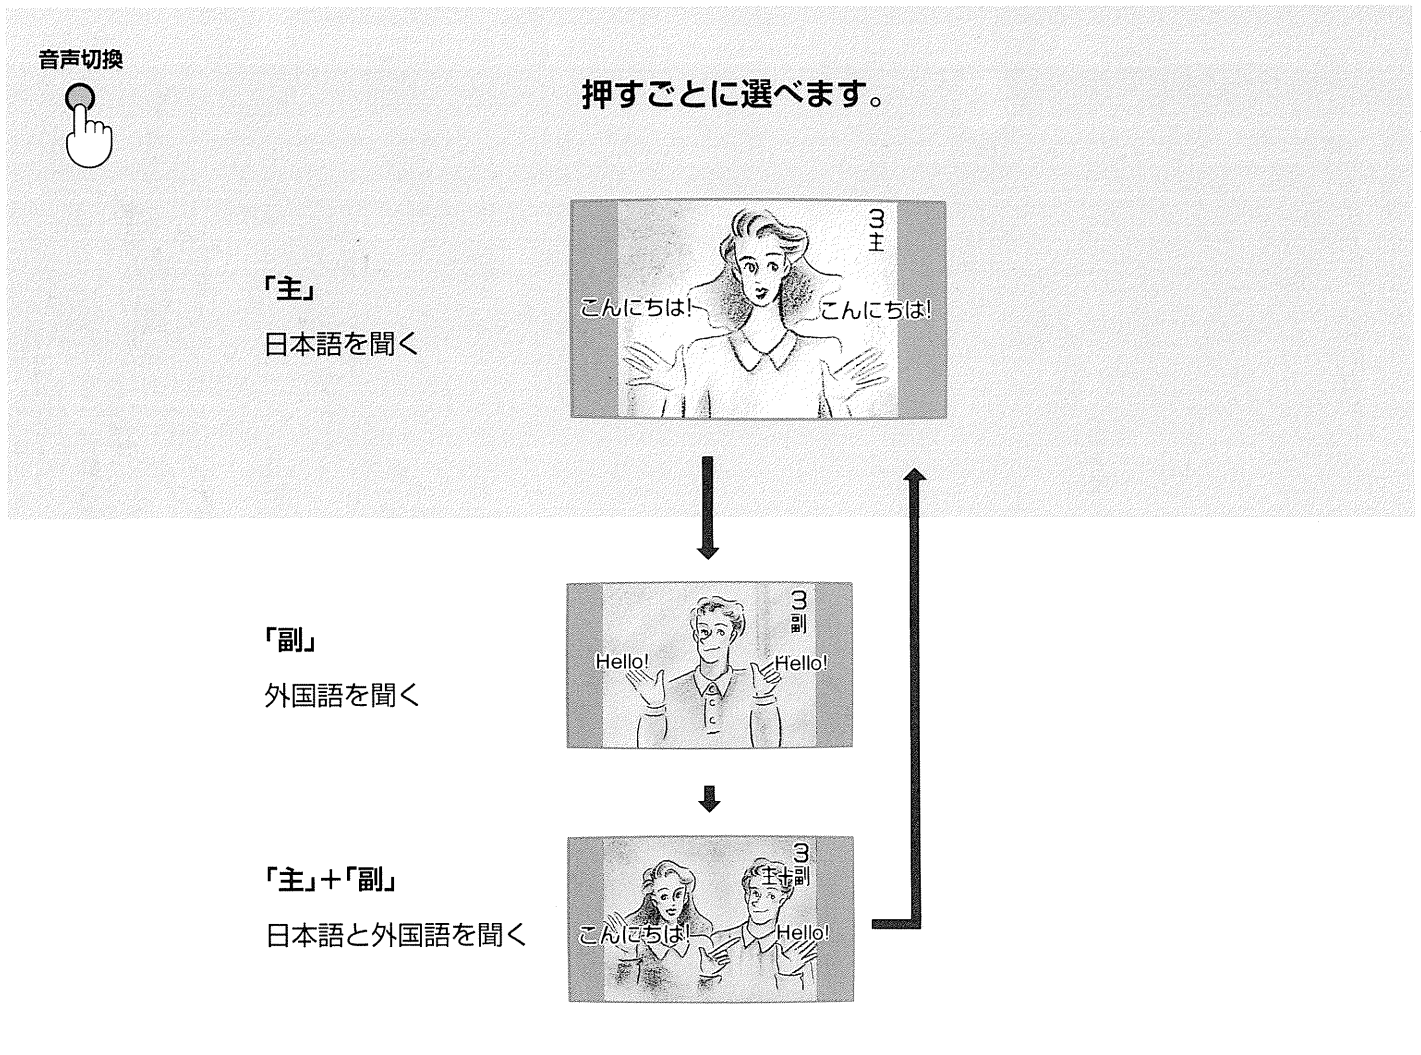 音声切換
押すごとに選べます。
3
主
「主」
日本語を聞く
こんにちは!
こんにちは!
3
副
「副」
外国語を聞く
Hello!
Hello!
3
主+副
「主」+「副」
日本語と外国語を聞く
こんにちは!
Hello!